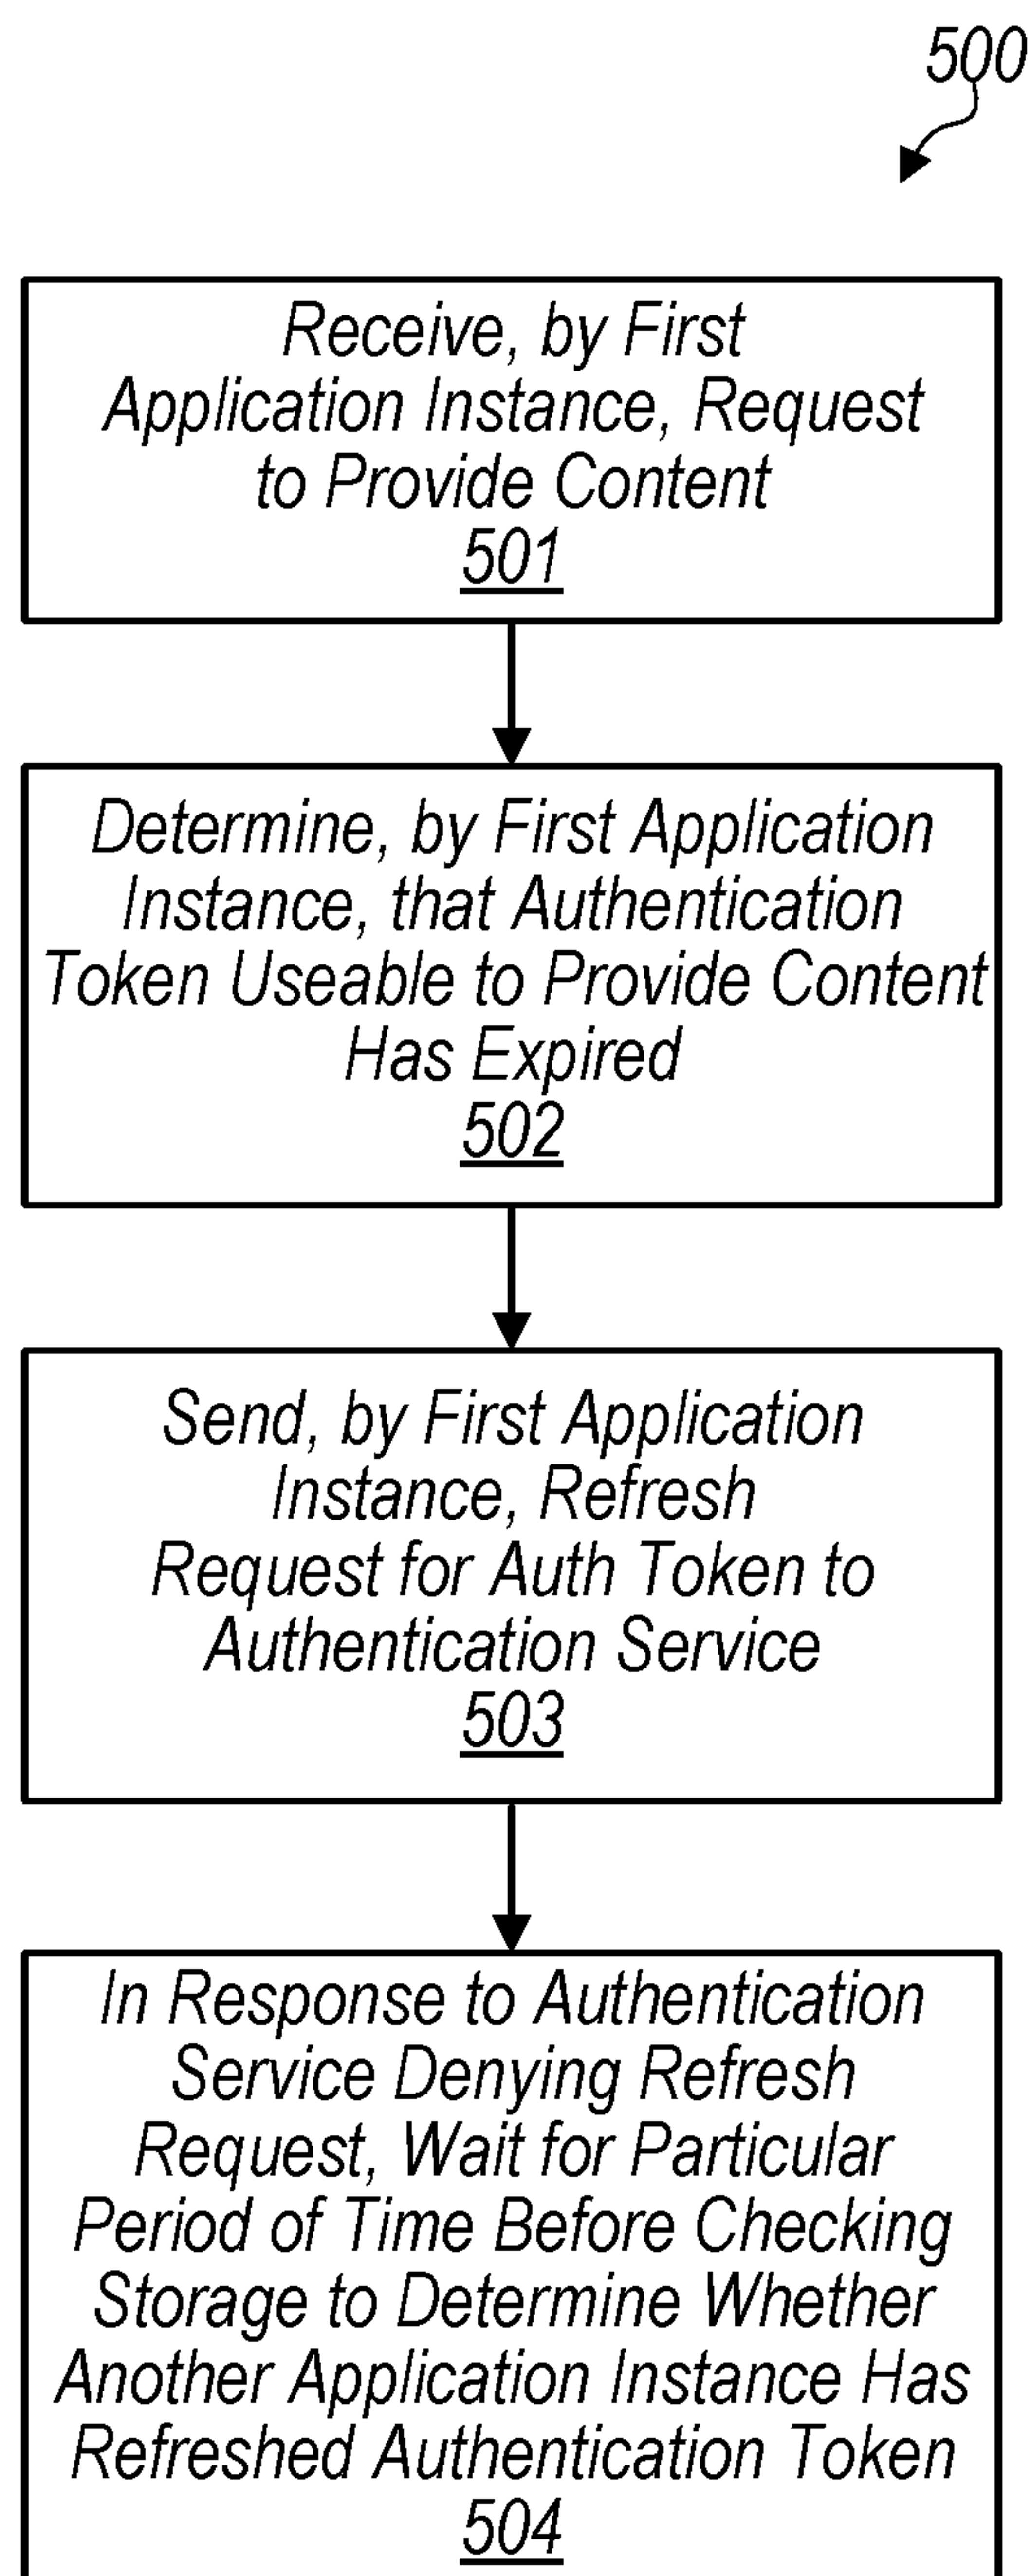 500
Receive, by First
Application Instance, Request
to Provide Content
501
Determine, by First Application
Instance, that Authentication
Token Useable to Provide Content
Has Expired
502
Send, by First Application
Instance, Refresh
Request for Auth Token to
Authentication Service
503
In Response to Authentication
Service Denying Refresh
Request, Wait for Particular
Period of Time Before Checking
Storage to Determine Whether
Another Application Instance Has
Refreshed Authentication Token
504